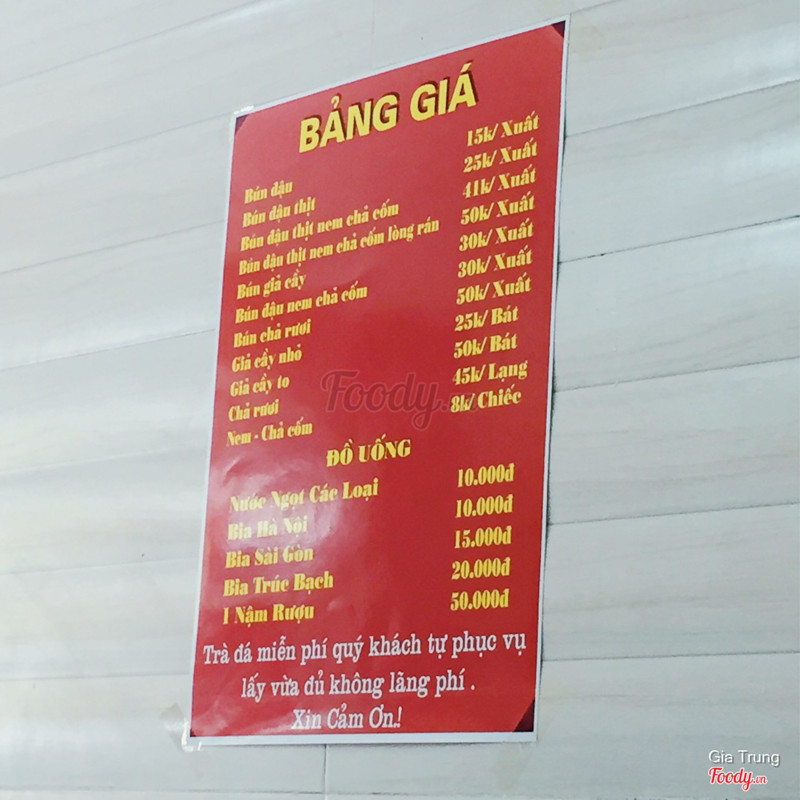 BẢNG GIÁ
Bún đậu 15k/ Xuất
Bún đậu thịt 25k/ Xuất
Bún đậu thịt nem chả cốm 41k/ Xuất
Bún đậu thịt nem chả cốm lòng rán 50k/ Xuất
Bún giả cầy 30k/ Xuất
Bún đậu nem chả cốm 30k/ Xuất
Bún chả rươi 50k/ Xuất
Giả cầy nhỏ 25k/ Bát
Giả cầy to 50k/ Bát
Chả rươi 45k/ Lạng
Nem - Chả cốm 8k/ Chiếc
ĐỒ UỐNG
Nước Ngọt Các Loại 10.000đ
Bia Hà Nội 10.000đ
Bia Sài Gòn 15.000đ
Bia Trúc Bạch 20.000đ
1 Nậm Rượu 50.000đ
Trà đá miễn phí quý khách tự phục vụ
lấy vừa đủ không lãng phí .
Xin Cảm Ơn.!
Foody.vn
Gia Trung
Foody.vn